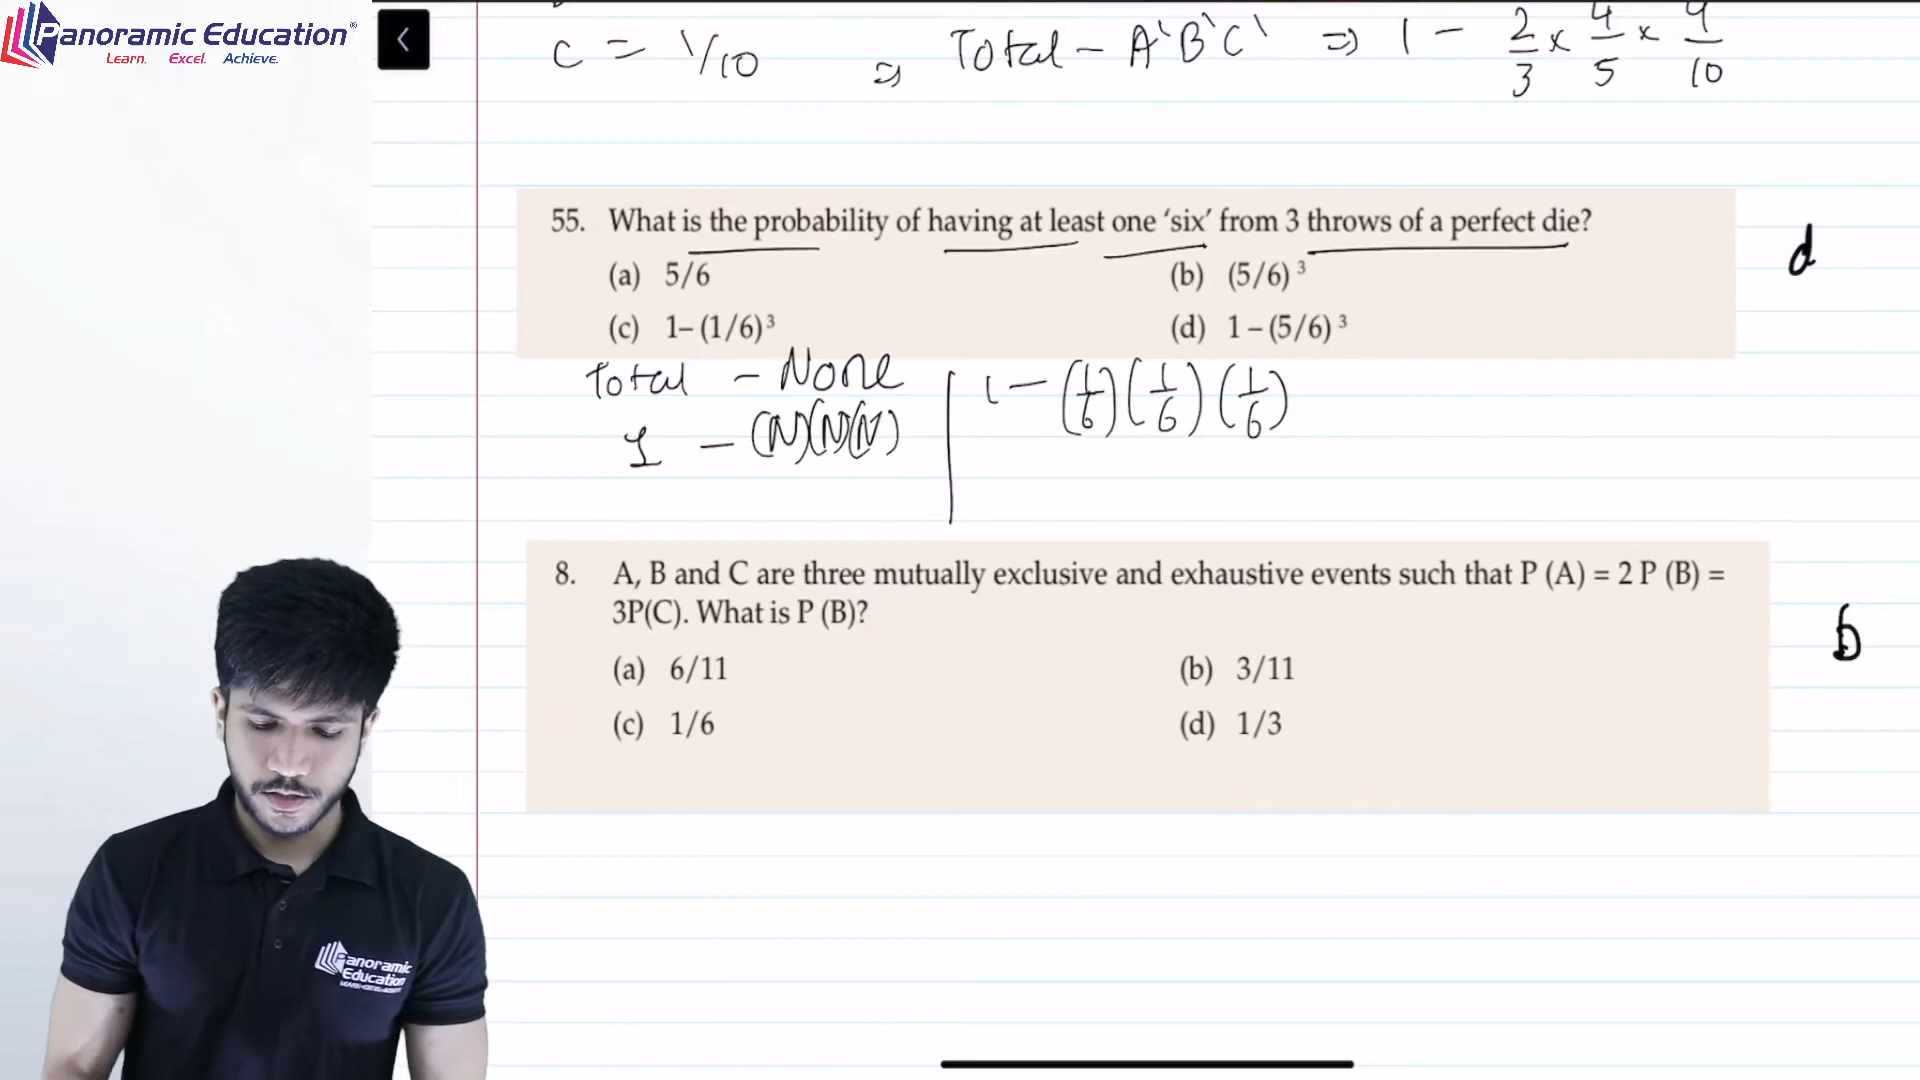 Panoramic Education®
Learn. Excel. Achieve.
C = 1/10 ⇒ Total - A'B'C' ⇒ 1 - 2/3 × 4/5 × 9/10
55. What is the probability of having at least one ‘six’ from 3 throws of a perfect die?
(a) 5/6 (b) (5/6)³
(c) 1–(1/6)³ (d) 1–(5/6)³
d
Total - None
1 - (N)(N)(N)
1 - (1/6)(1/6)(1/6)
8. A, B and C are three mutually exclusive and exhaustive events such that P (A) = 2 P (B) =
3P(C). What is P (B)?
(a) 6/11 (b) 3/11
(c) 1/6 (d) 1/3
b
Panoramic
Education
LEARN. EXCEL. ACHIEVE.